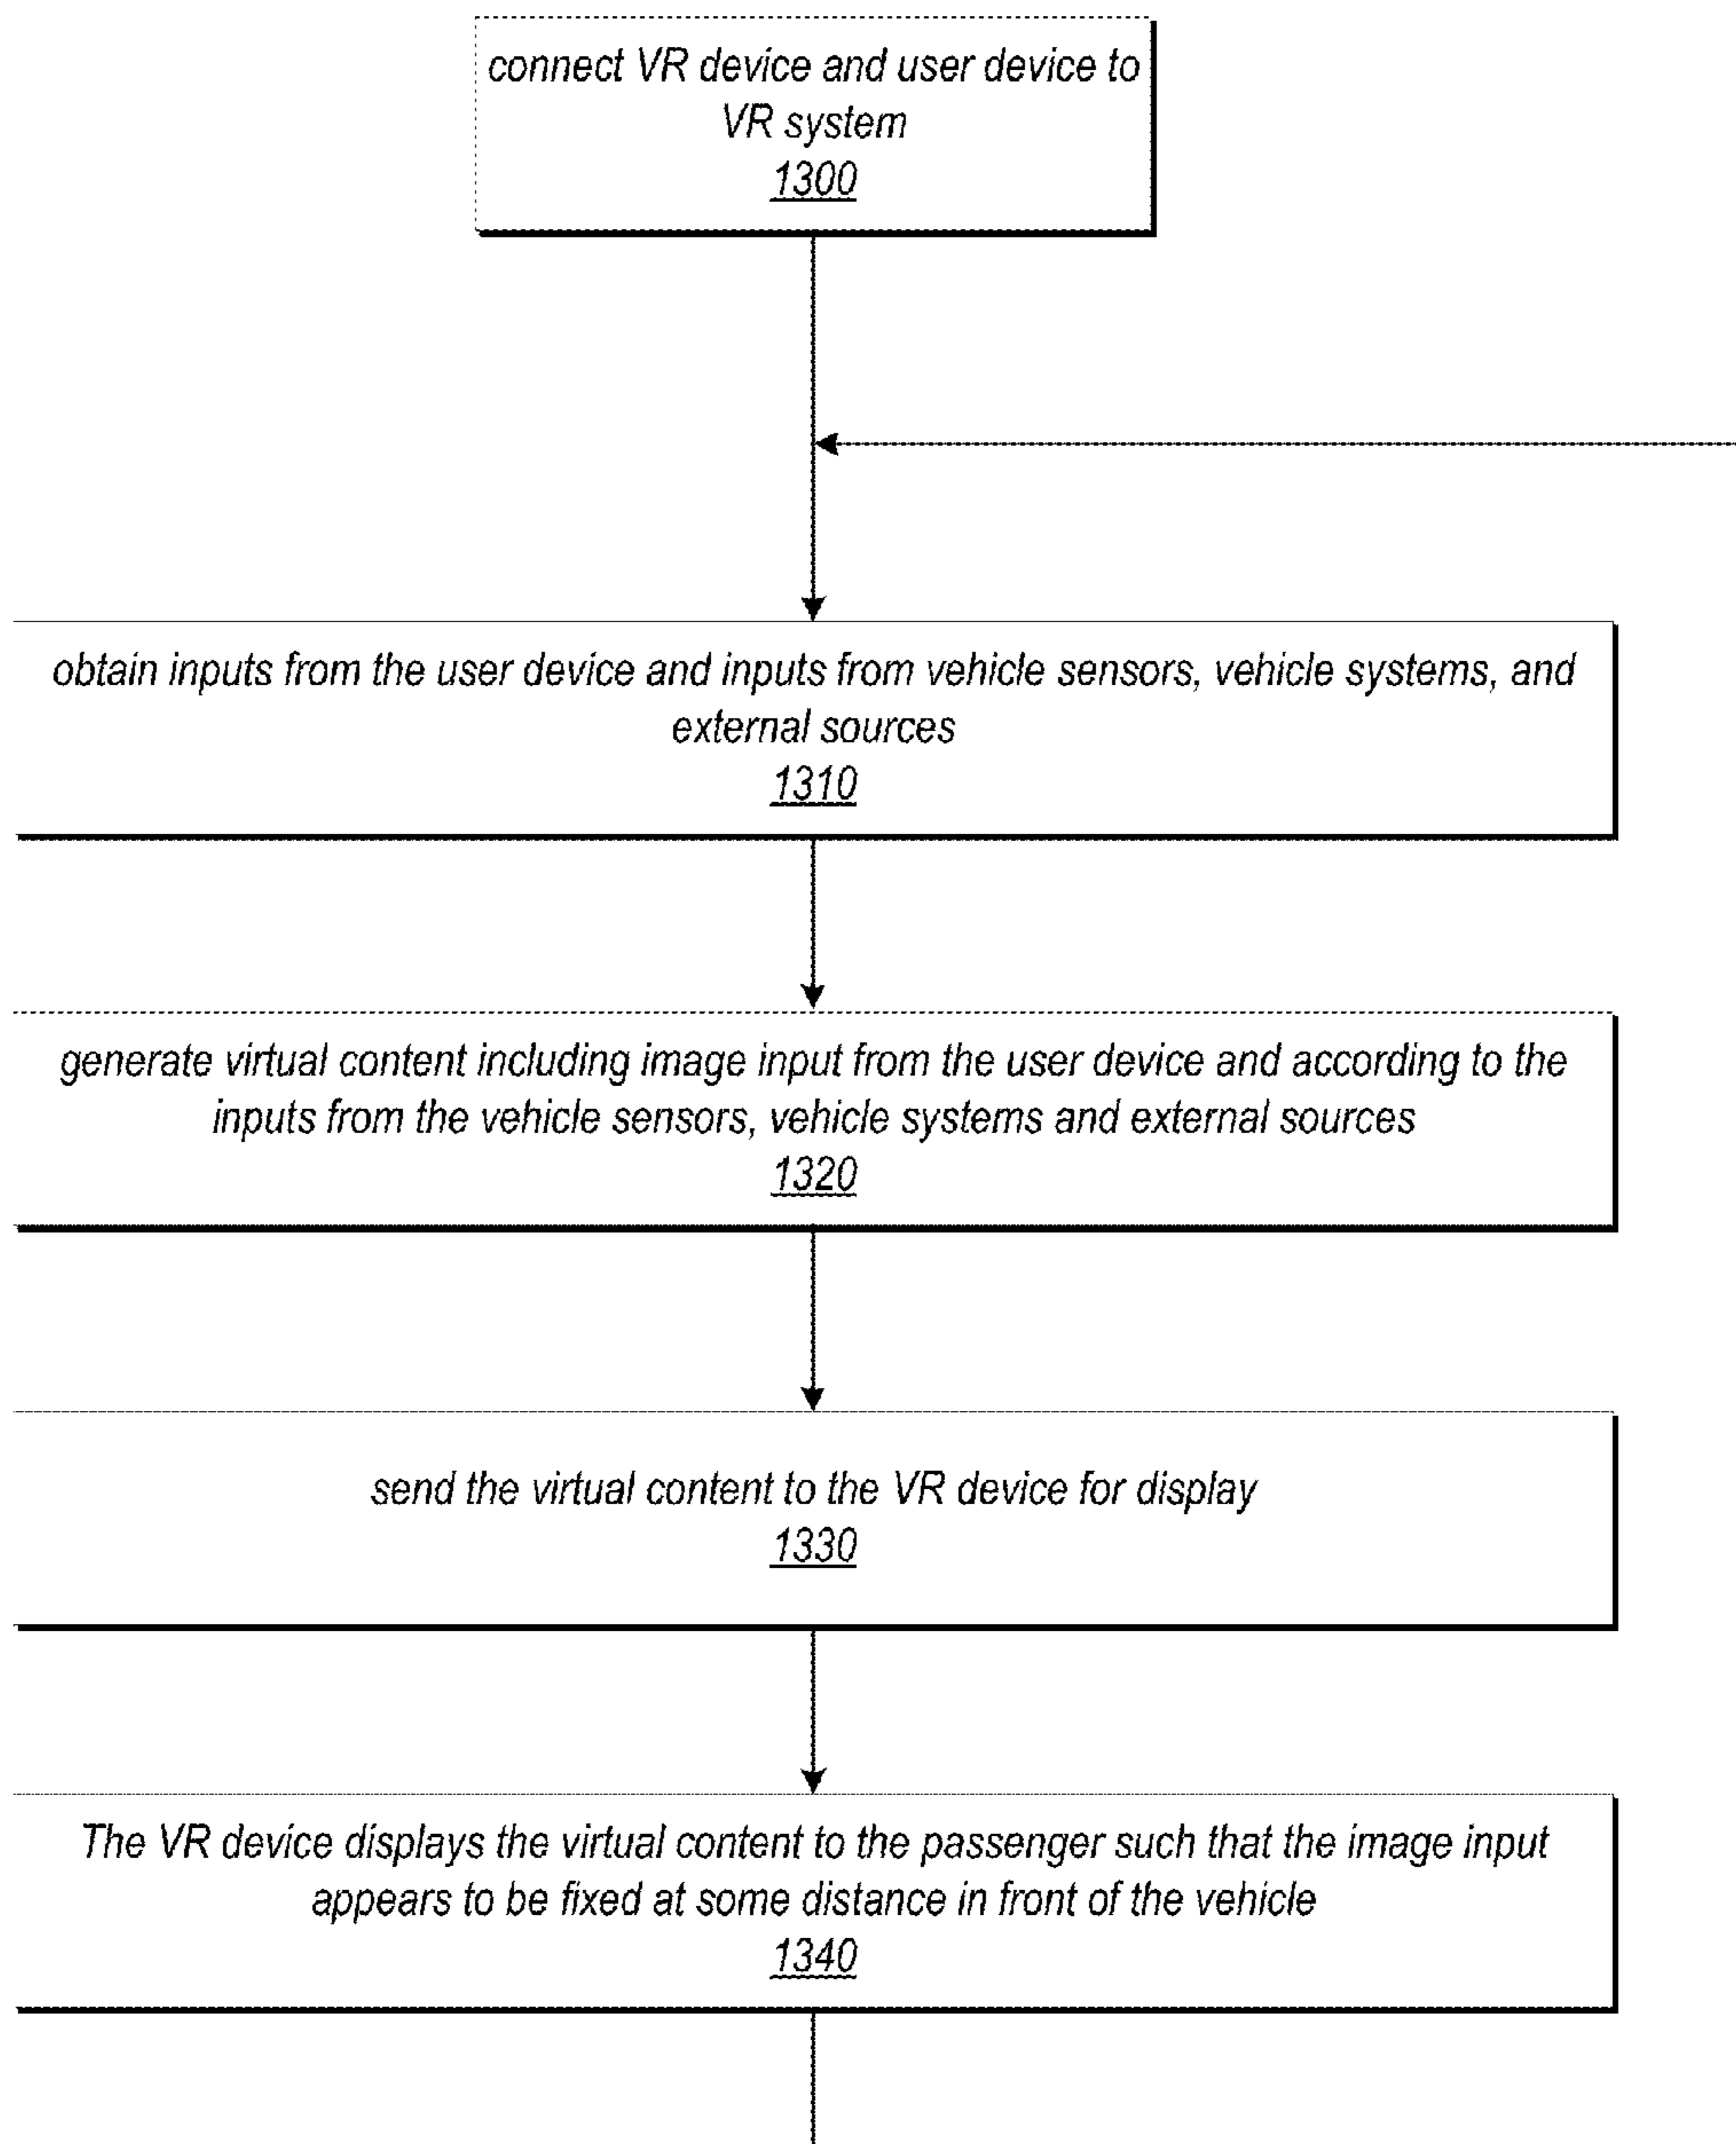 connect VR device and user device to
VR system
1300
obtain inputs from the user device and inputs from vehicle sensors, vehicle systems, and
external sources
1310
generate virtual content including image input from the user device and according to the
inputs from the vehicle sensors, vehicle systems and external sources
1320
send the virtual content to the VR device for display
1330
The VR device displays the virtual content to the passenger such that the image input
appears to be fixed at some distance in front of the vehicle
1340